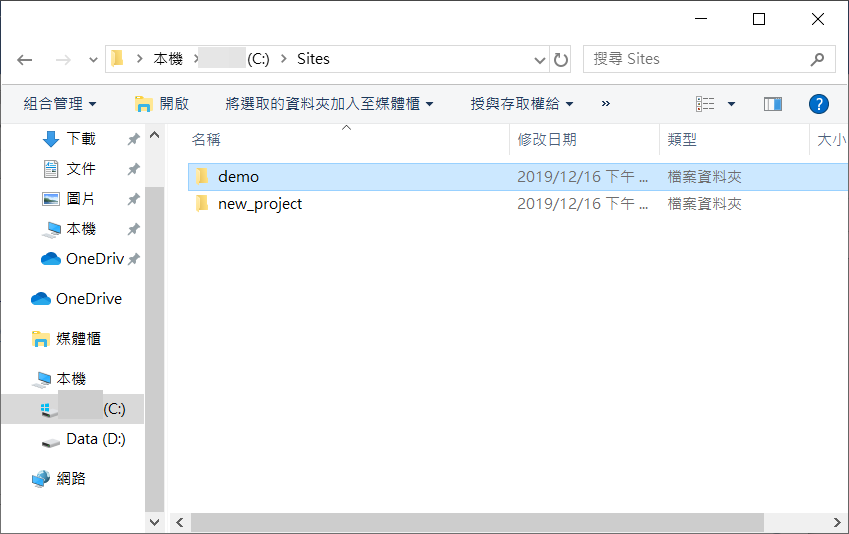 本機 (C:) Sites
搜尋 Sites
組合管理 開啟 將選取的資料夾加入至媒體櫃 授與存取權給 » ?
下載
文件
圖片
本機
OneDriv
OneDrive
媒體櫃
本機
(C:)
Data (D:)
網路
名稱 修改日期 類型 大小
demo 2019/12/16 下午 ... 檔案資料夾
new_project 2019/12/16 下午 ... 檔案資料夾